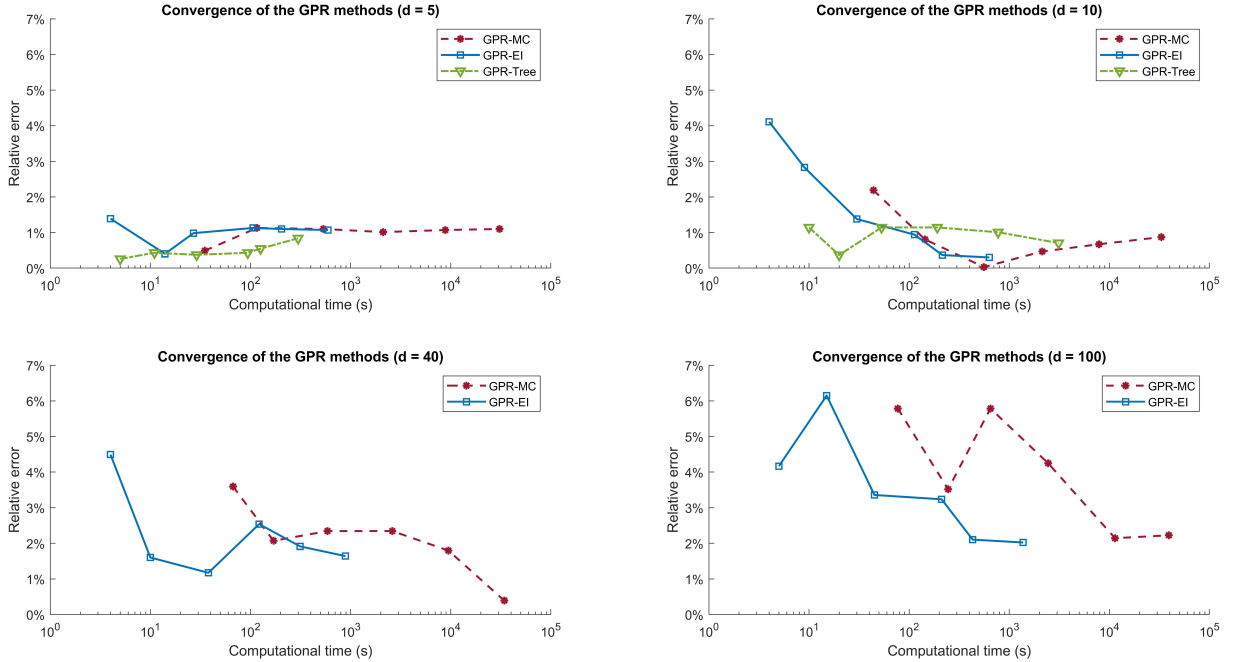 Convergence of the GPR methods (d = 5)
7%
6%
5%
4%
3%
2%
1%
0%
Relative error
GPR-MC
GPR-EI
GPR-Tree
10^0 10^1 10^2 10^3 10^4 10^5
Computational time (s)
Convergence of the GPR methods (d = 10)
7%
6%
5%
4%
3%
2%
1%
0%
Relative error
GPR-MC
GPR-EI
GPR-Tree
10^0 10^1 10^2 10^3 10^4 10^5
Computational time (s)
Convergence of the GPR methods (d = 40)
7%
6%
5%
4%
3%
2%
1%
0%
Relative error
GPR-MC
GPR-EI
10^0 10^1 10^2 10^3 10^4 10^5
Computational time (s)
Convergence of the GPR methods (d = 100)
7%
6%
5%
4%
3%
2%
1%
0%
Relative error
GPR-MC
GPR-EI
10^0 10^1 10^2 10^3 10^4 10^5
Computational time (s)